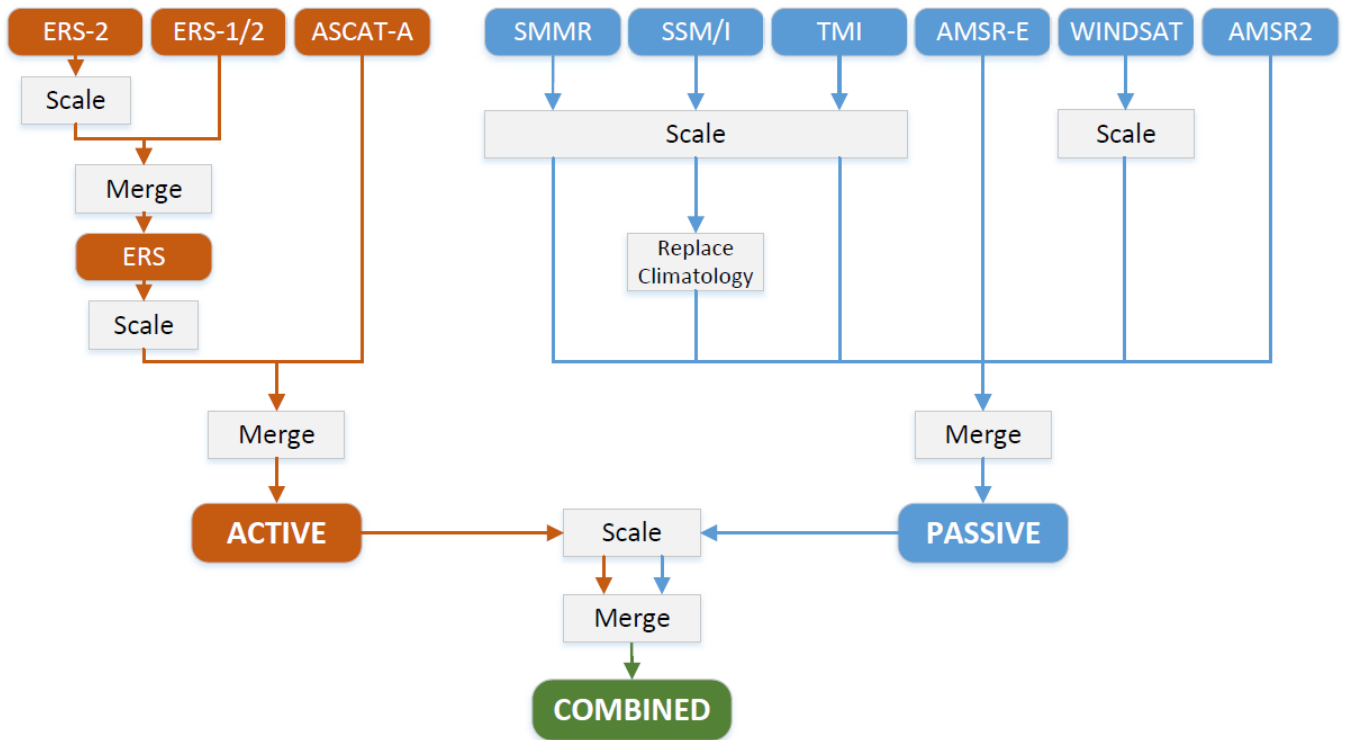 ERS-2
ERS-1/2
ASCAT-A
SMMR
SSM/I
TMI
AMSR-E
WINDSAT
AMSR2
Scale
Scale
Scale
Merge
ERS
Replace
Climatology
Scale
Merge
Merge
ACTIVE
Scale
PASSIVE
Merge
COMBINED